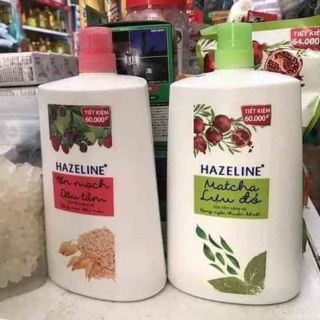 TIẾT KIỆM
60.000đ
HAZELINE
Yến mạch
Dâu tằm
TIẾT KIỆM
60.000đ
HAZELINE
Matcha
Lựu đỏ
TIẾT KIỆM
64.000đ